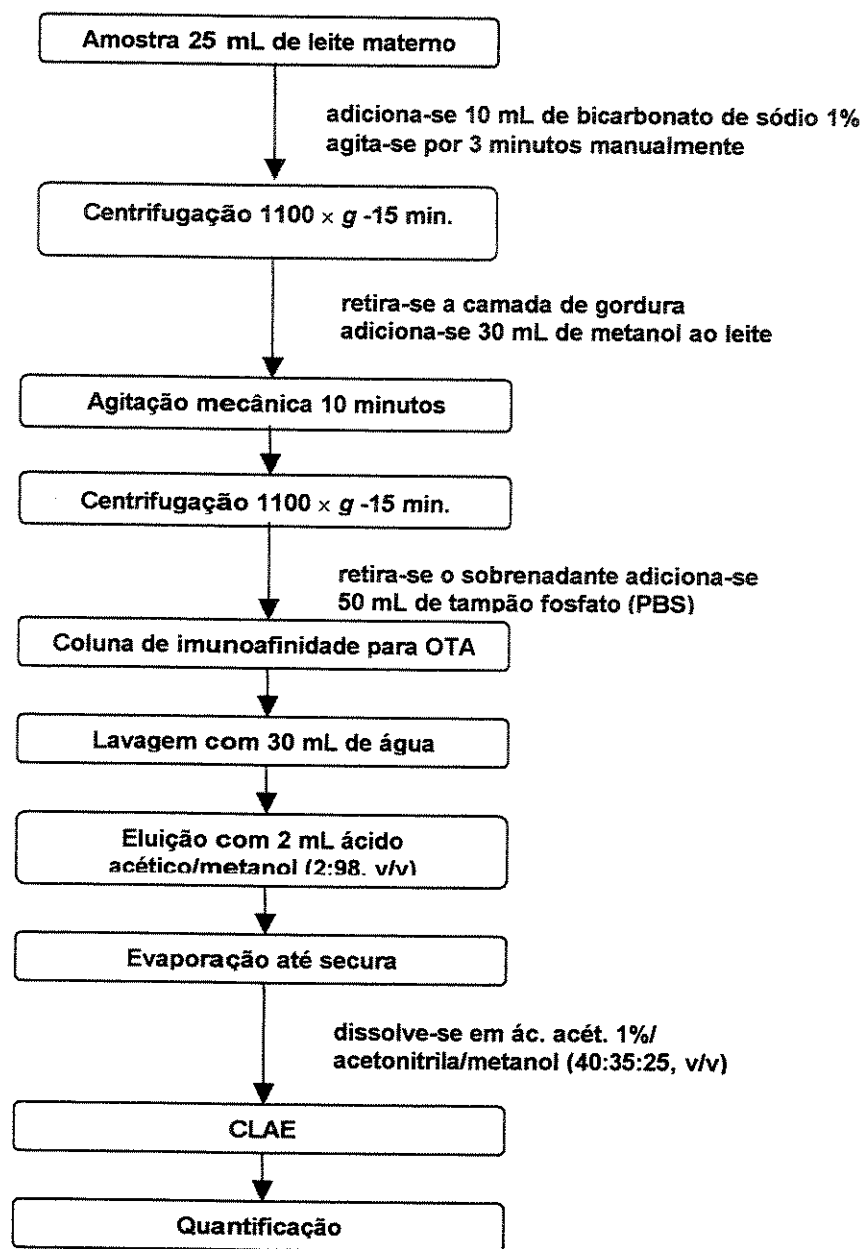 Amostra 25 mL de leite materno
adiciona-se 10 mL de bicarbonato de sódio 1%
agita-se por 3 minutos manualmente
Centrifugação 1100 × g -15 min.
retira-se a camada de gordura
adiciona-se 30 mL de metanol ao leite
Agitação mecânica 10 minutos
Centrifugação 1100 × g -15 min.
retira-se o sobrenadante adiciona-se
50 mL de tampão fosfato (PBS)
Coluna de imunoafinidade para OTA
Lavagem com 30 mL de água
Eluição com 2 mL ácido
acético/metanol (2:98, v/v)
Evaporação até secura
dissolve-se em ác. acét. 1%/
acetonitrila/metanol (40:35:25, v/v)
CLAE
Quantificação